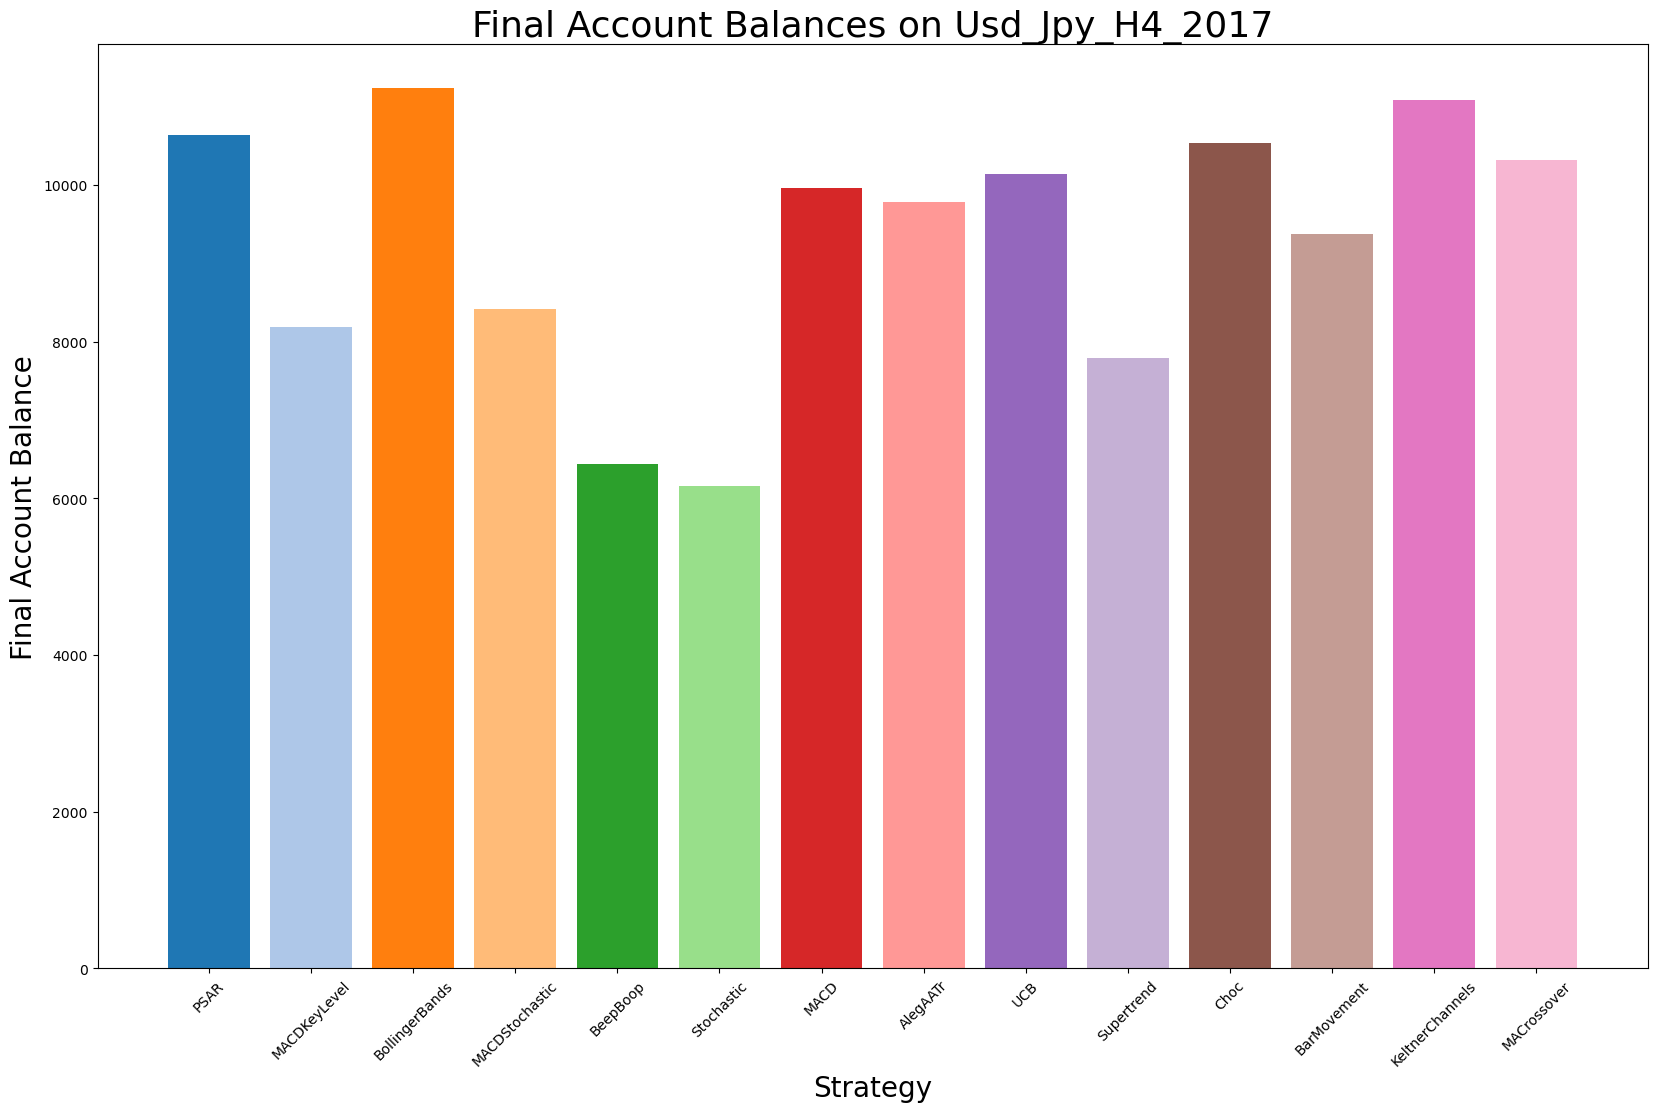 Final Account Balances on Usd_Jpy_H4_2017
Final Account Balance
10000
8000
6000
4000
2000
0
PSAR
MACDKeyLevel
BollingerBands
MACDStochastic
BeepBoop
Stochastic
MACD
AlegAATr
UCB
Supertrend
Choc
BarMovement
KeltnerChannels
MACrossover
Strategy